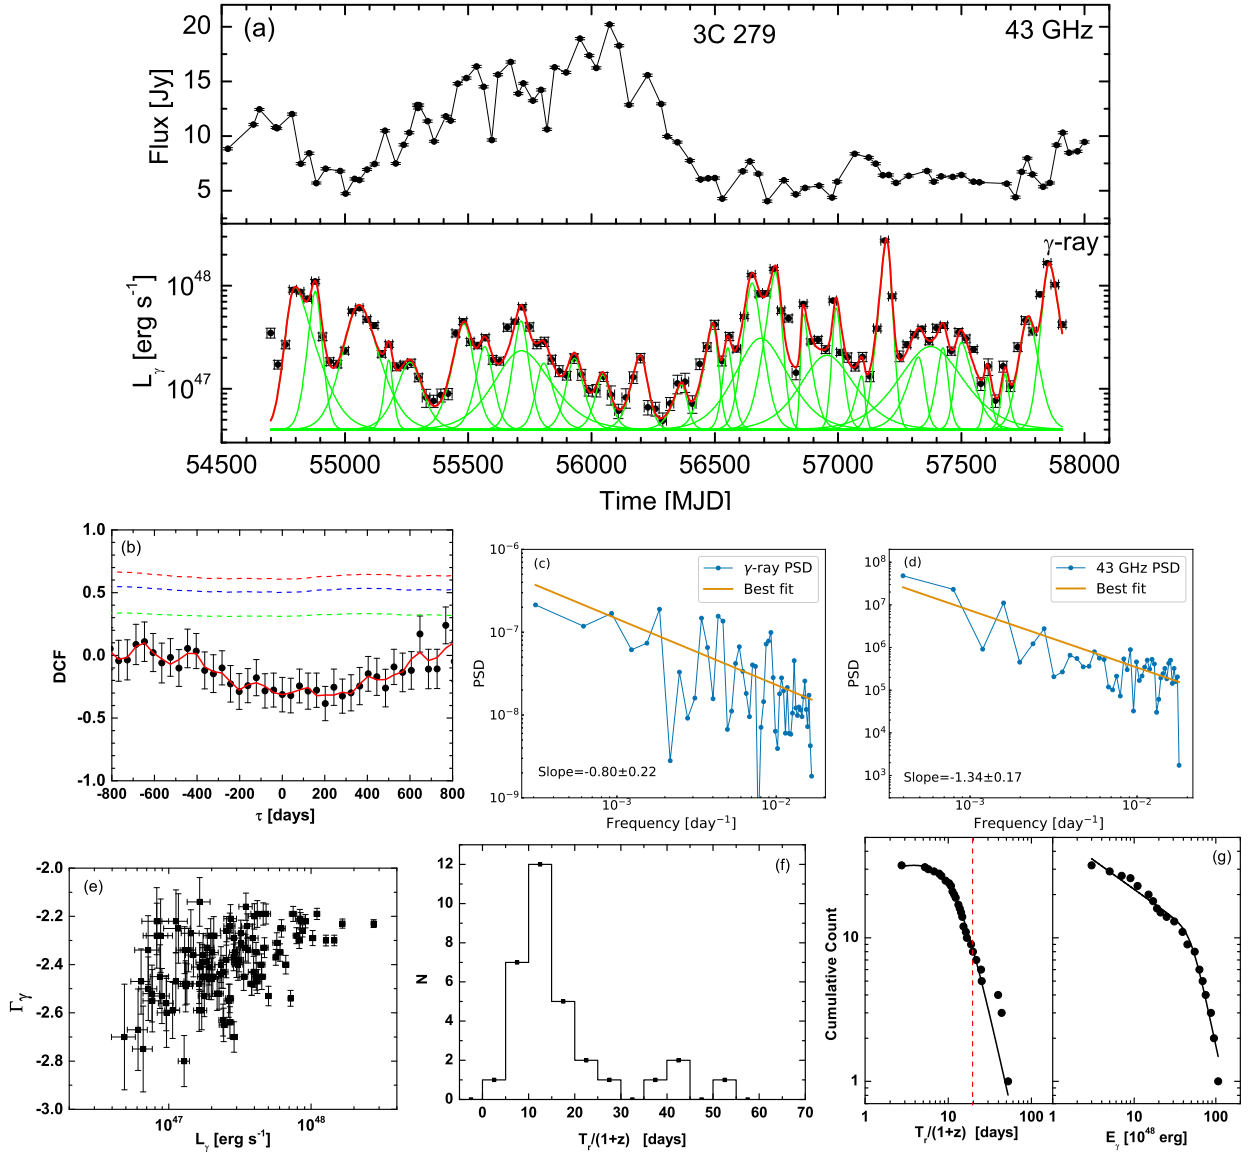 (a) 3C 279 43 GHz
20
15
10
5
Flux [Jy]
γ-ray
10^48
10^47
L_γ [erg s^-1]
54500 55000 55500 56000 56500 57000 57500 58000
Time [MJD]
(b)
1.0
0.5
0.0
-0.5
-1.0
DCF
-800 -600 -400 -200 0 200 400 600 800
τ [days]
(c)
γ-ray PSD
Best fit
10^-6
10^-7
10^-8
10^-9
PSD
Slope=-0.80±0.22
10^-3 10^-2
Frequency [day^-1]
(d)
43 GHz PSD
Best fit
10^8
10^7
10^6
10^5
10^4
10^3
PSD
Slope=-1.34±0.17
10^-3 10^-2
Frequency [day^-1]
(e)
-2.0
-2.2
-2.4
-2.6
-2.8
-3.0
Γ_γ
10^47 10^48
L_γ [erg s^-1]
(f)
12
10
8
6
4
2
0
N
0 10 20 30 40 50 60 70
T_r/(1+z) [days]
(g)
10
1
Cumulative Count
1 10 100
T_r/(1+z) [days]
1 10 100
E_γ [10^48 erg]